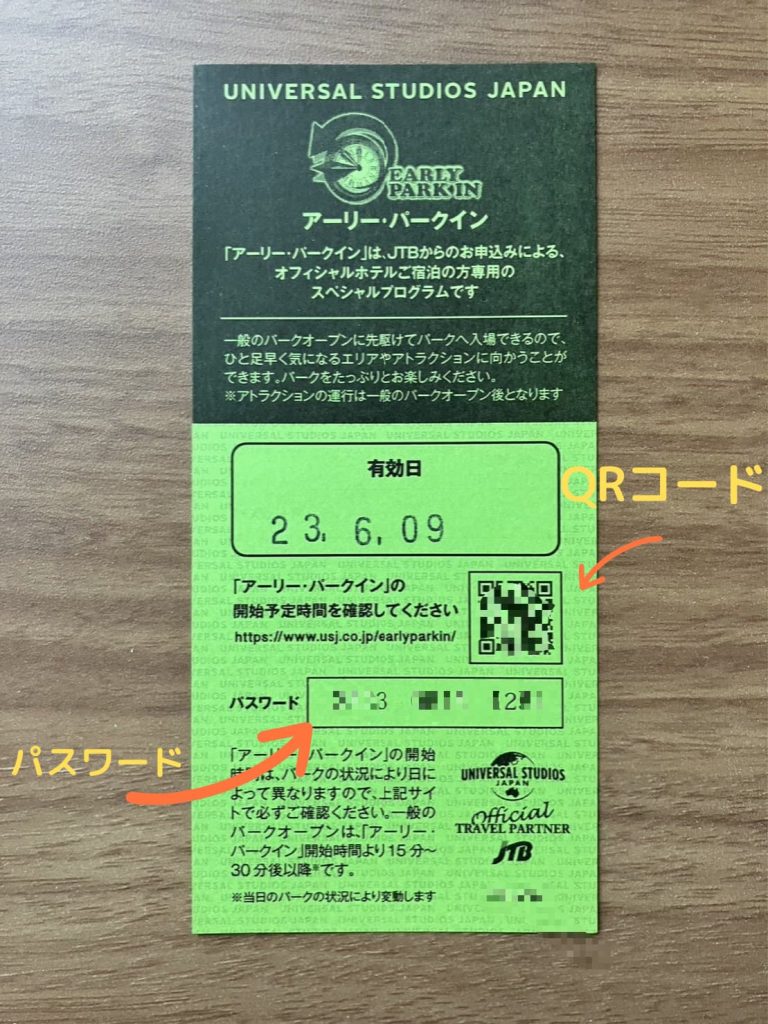 UNIVERSAL STUDIOS JAPAN
EARLY
PARK IN
アーリー・パークイン
「アーリー・パークイン」は、JTBからのお申込みによる、
オフィシャルホテルご宿泊の方専用の
スペシャルプログラムです
一般のパークオープンに先駆けてパークへ入場できるので、
ひと足早く気になるエリアやアトラクションに向かうことが
できます。パークをたっぷりとお楽しみください。
※アトラクションの運行は一般のパークオープン後となります
有効日
23. 6. 09
QRコード
「アーリー・パークイン」の
開始予定時間を確認してください
https://www.usj.co.jp/earlyparkin/
パスワード
パスワード
「アーリー・パークイン」の開始
時間は、パークの状況により日に
よって異なりますので、上記サイ
トで必ずご確認ください。一般の
パークオープンは、「アーリー・
パークイン」開始時間より15分〜
30分後以降*です。
※当日のパークの状況により変動します
UNIVERSAL STUDIOS
JAPAN
Official
TRAVEL PARTNER
JTB